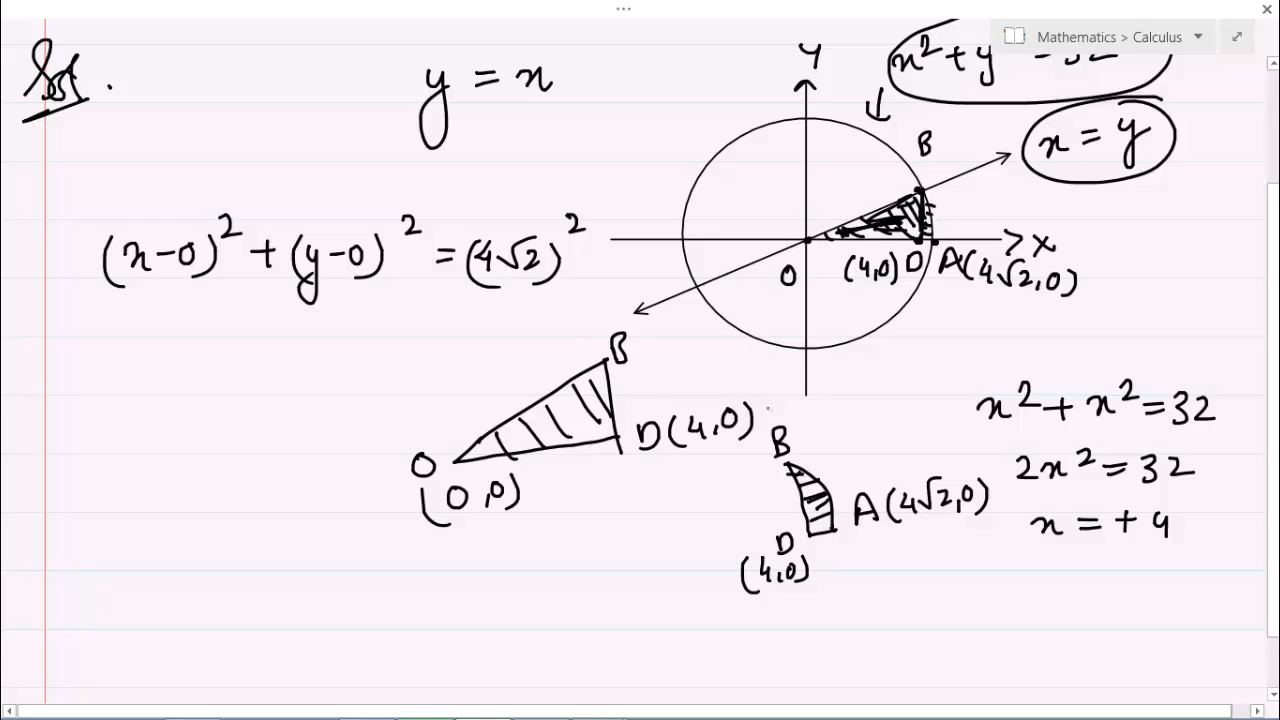 Mathematics > Calculus
Sol.
y = x
x² + y² = 32
x = y
Y
B
(x-0)² + (y-0)² = (4√2)²
X
O
(4,0) D A(4√2,0)
B
D(4,0)
O
(0,0)
B
A(4√2,0)
D
(4,0)
x² + x² = 32
2x² = 32
x = + 4